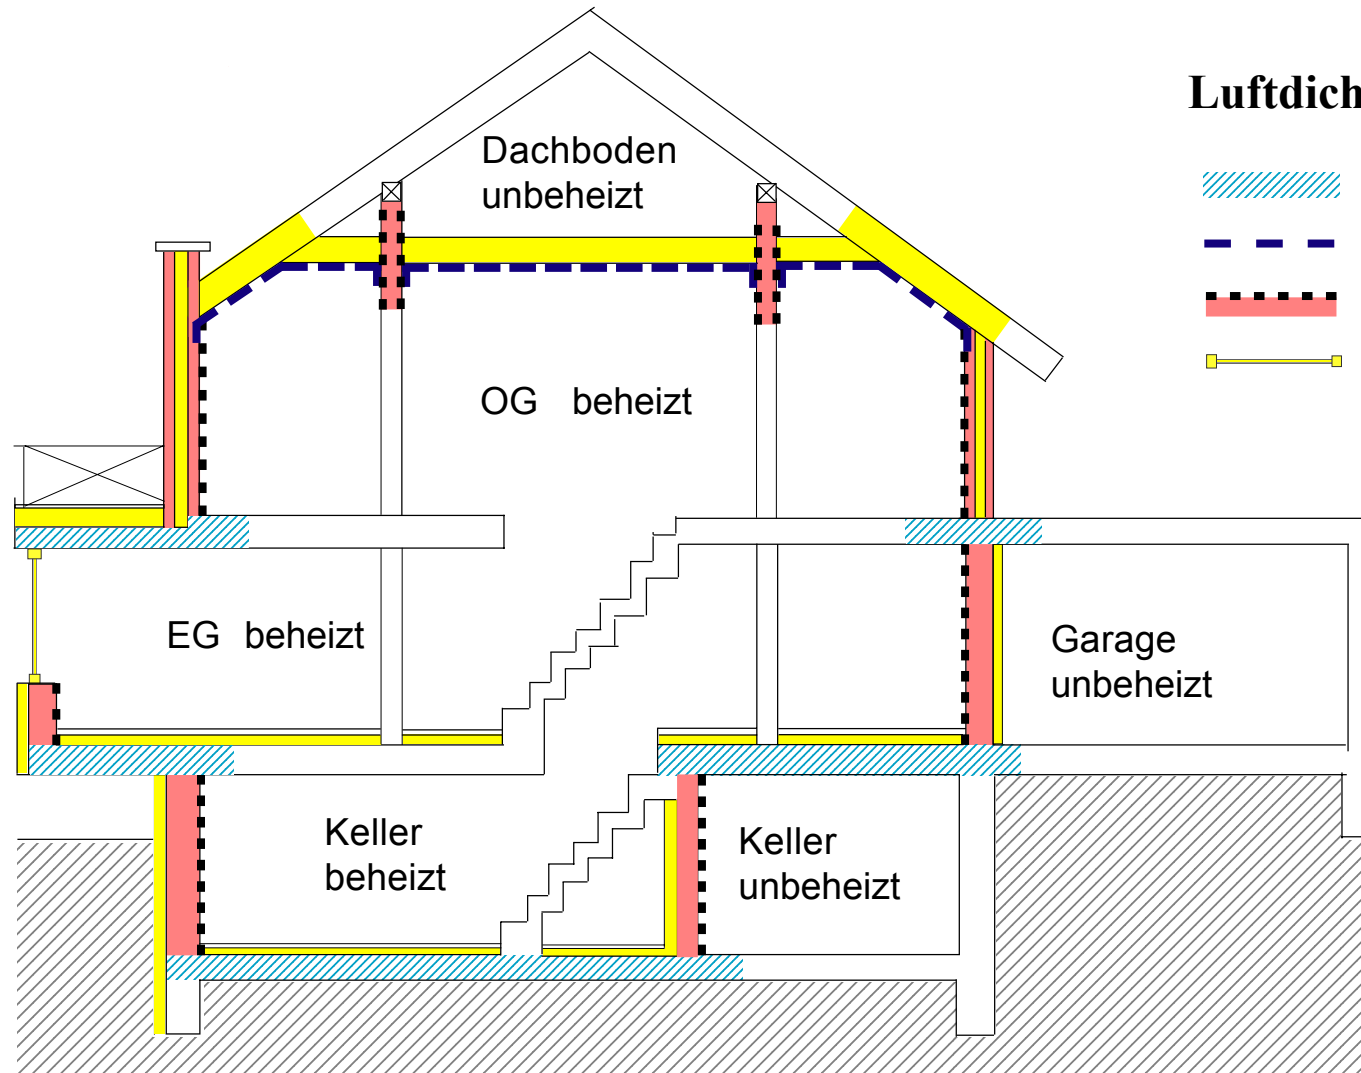 Luftdich
Dachboden
unbeheizt
OG beheizt
EG beheizt
Garage
unbeheizt
Keller
beheizt
Keller
unbeheizt